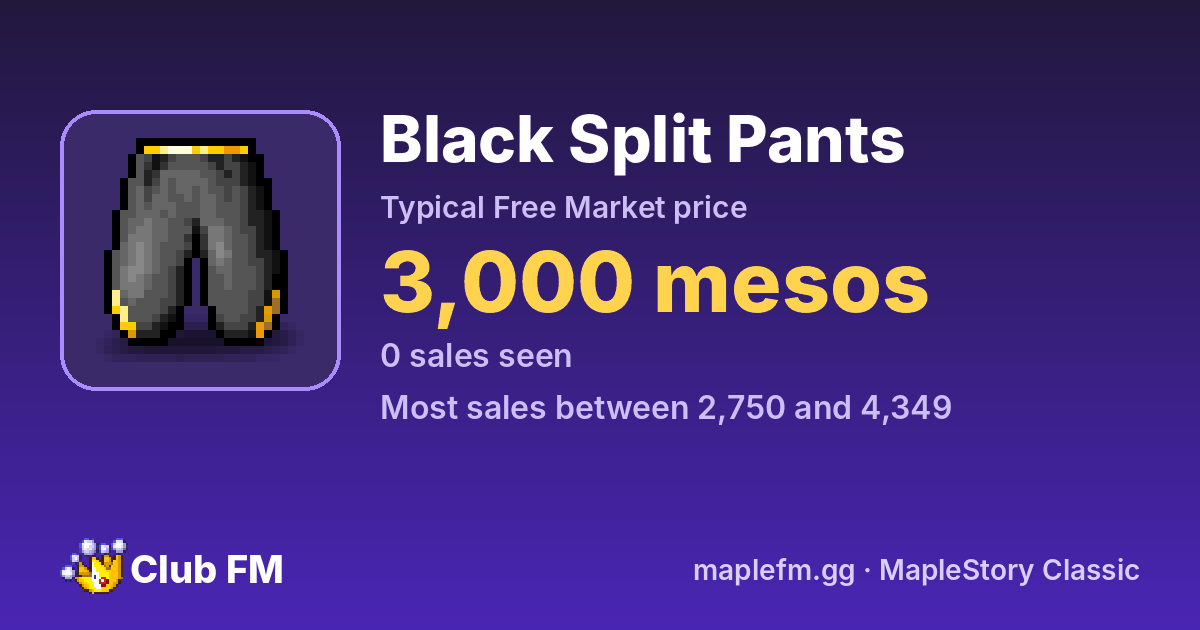 Black Split Pants
Typical Free Market price
3,000 mesos
0 sales seen
Most sales between 2,750 and 4,349
Club FM
maplefm.gg · MapleStory Classic